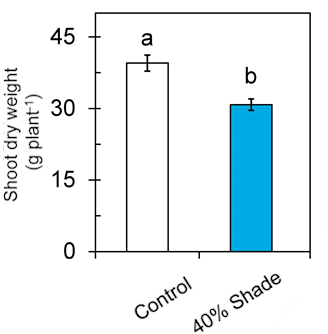 Shoot dry weight
(g plant⁻¹)
45
30
15
0
a
b
Control
40% Shade